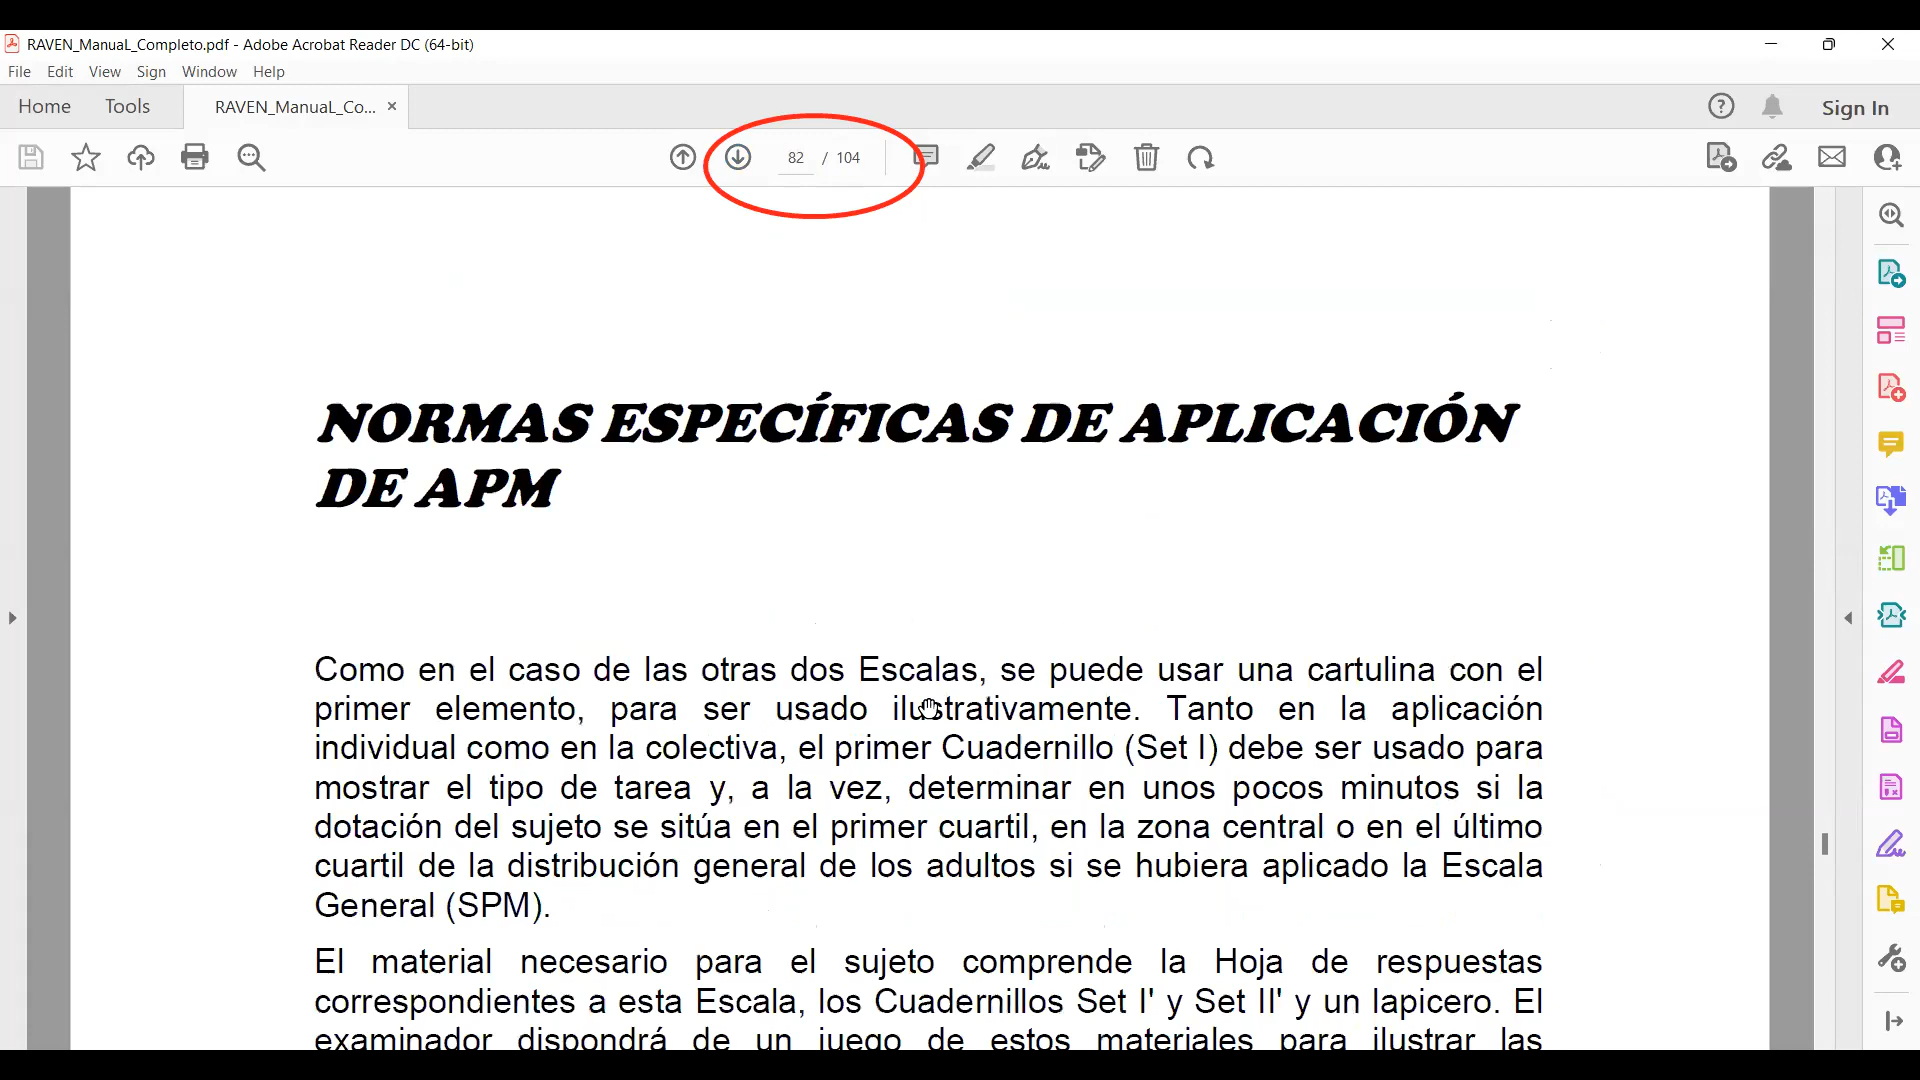 RAVEN_ManuaL_Completo.pdf - Adobe Acrobat Reader DC (64-bit)
File Edit View Sign Window Help
Home Tools RAVEN_ManuaL_Co... Sign In
82 / 104
NORMAS ESPECÍFICAS DE APLICACIÓN
DE APM
Como en el caso de las otras dos Escalas, se puede usar una cartulina con el
primer elemento, para ser usado ilustrativamente. Tanto en la aplicación
individual como en la colectiva, el primer Cuadernillo (Set I) debe ser usado para
mostrar el tipo de tarea y, a la vez, determinar en unos pocos minutos si la
dotación del sujeto se sitúa en el primer cuartil, en la zona central o en el último
cuartil de la distribución general de los adultos si se hubiera aplicado la Escala
General (SPM).
El material necesario para el sujeto comprende la Hoja de respuestas
correspondientes a esta Escala, los Cuadernillos Set I' y Set II' y un lapicero. El
examinador dispondrá de un juego de estos materiales para ilustrar las